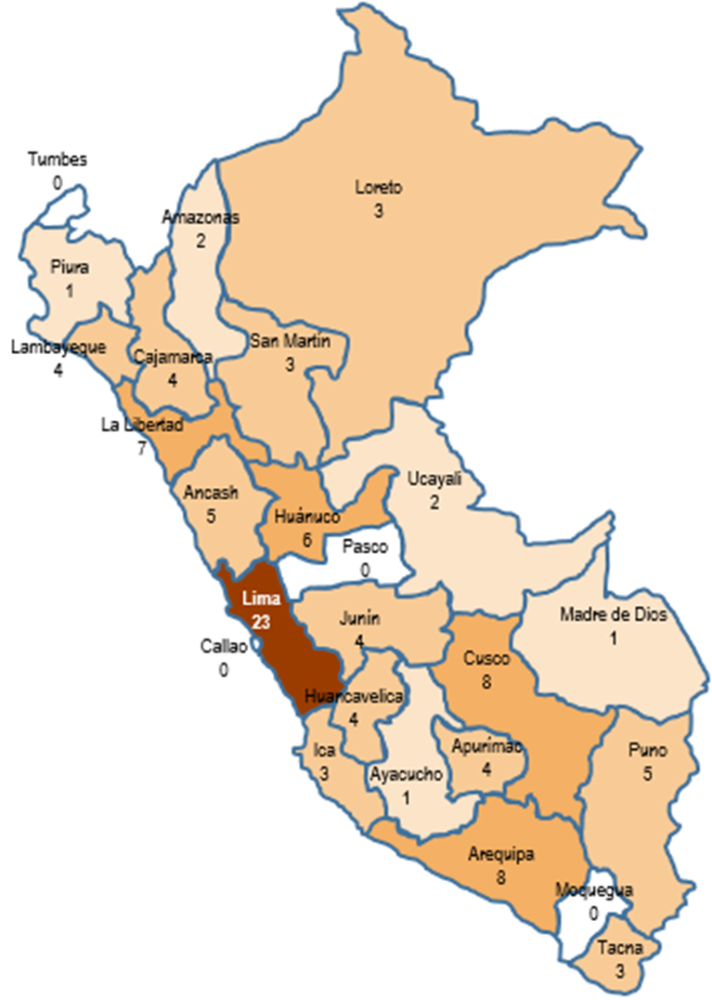 Tumbes
0
Loreto
3
Amazonas
2
Piura
1
San Martín
3
Lambayeque
4
Cajamarca
4
La Libertad
7
Ucayali
2
Ancash
5
Huánuco
6
Pasco
0
Lima
23
Junín
4
Madre de Dios
1
Callao
0
Cusco
8
Huancavelica
4
Ica
3
Apurímac
4
Puno
5
Ayacucho
1
Arequipa
8
Moquegua
0
Tacna
3